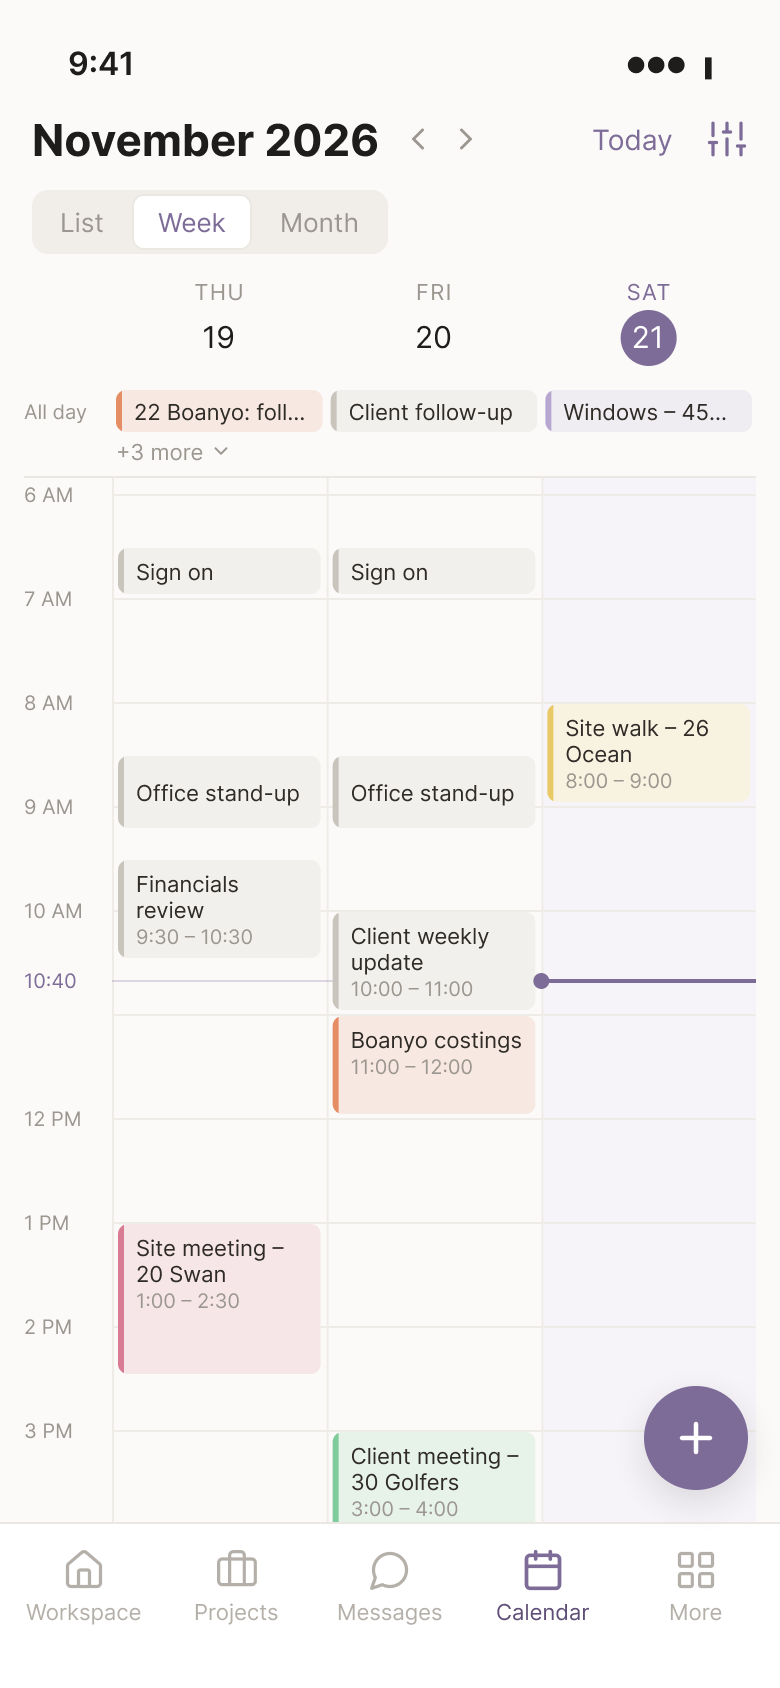 9:41
November 2026
Today
List
Week
Month
THU
FRI
SAT
19
20
21
All day
22 Boanyo: foll...
Client follow-up
Windows – 45...
+3 more
6 AM
Sign on
Sign on
7 AM
8 AM
Site walk – 26
Ocean
8:00 – 9:00
Office stand-up
Office stand-up
9 AM
Financials
review
9:30 – 10:30
10 AM
Client weekly
update
10:00 – 11:00
10:40
Boanyo costings
11:00 – 12:00
12 PM
1 PM
Site meeting –
20 Swan
1:00 – 2:30
2 PM
3 PM
Client meeting –
30 Golfers
3:00 – 4:00
Workspace
Projects
Messages
Calendar
More